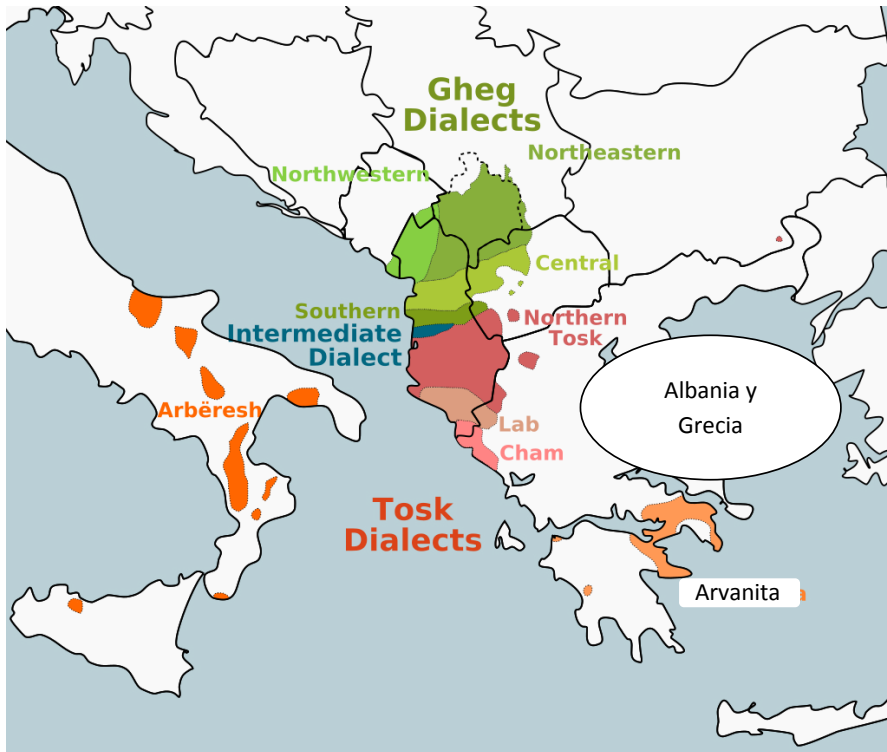 Gheg
Dialects
Northeastern
Northwestern
Central
Southern
Intermediate
Dialect
Northern
Tosk
Albania y
Grecia
Arbëresh
Lab
Cham
Tosk
Dialects
Arvanita
a